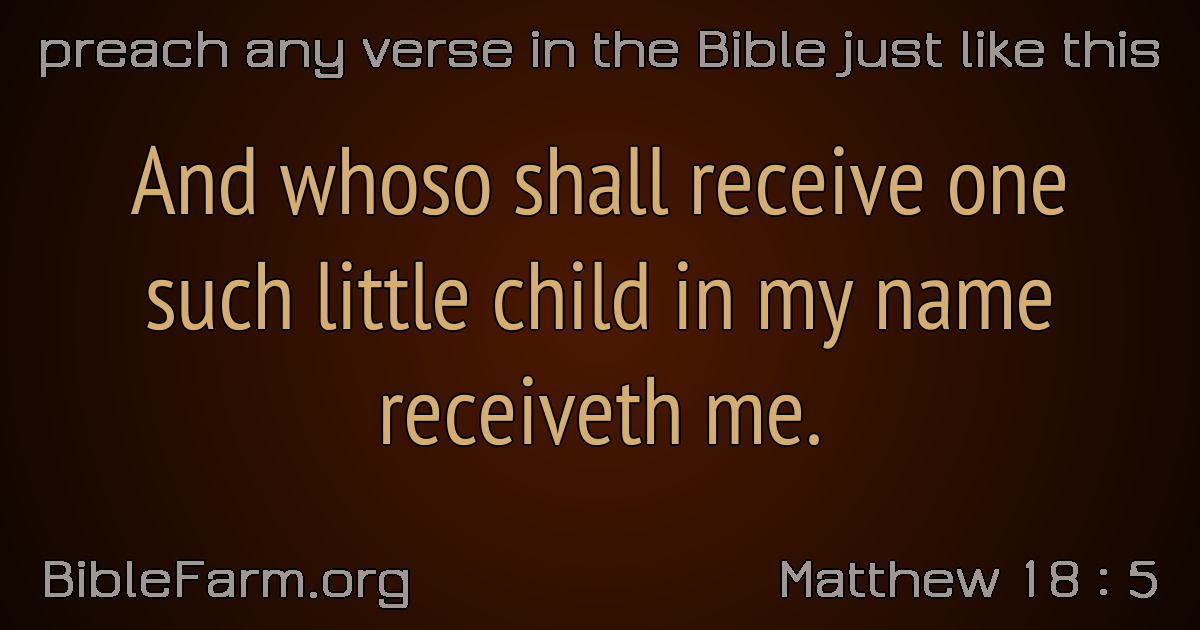 preach any verse in the Bible just like this
And whoso shall receive one
such little child in my name
receiveth me.
BibleFarm.org
Matthew 18 : 5